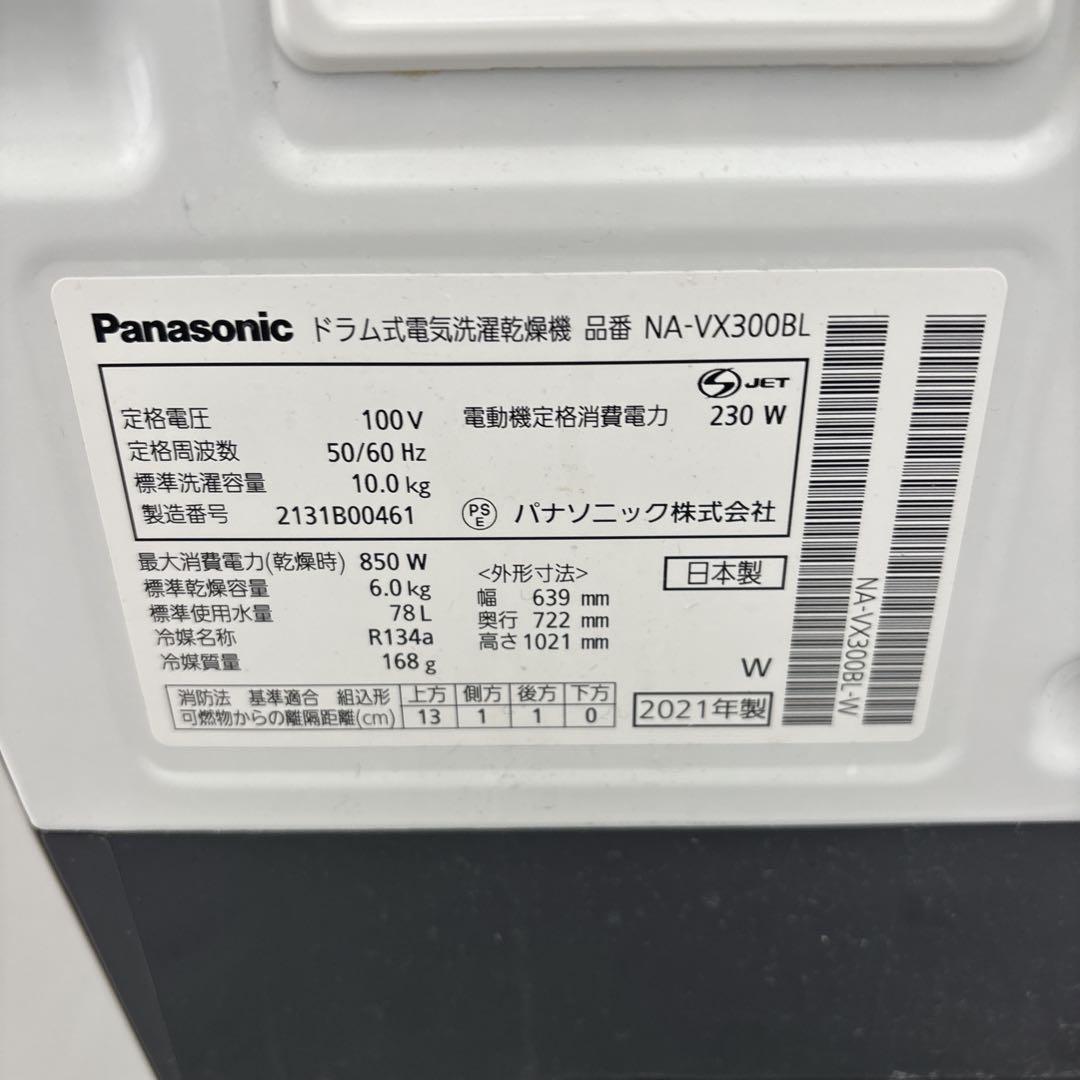 Panasonic ドラム式電気洗濯乾燥機 品番 NA-VX300BL
S JET
定格電圧 100 V 電動機定格消費電力 230 W
定格周波数 50/60 Hz
標準洗濯容量 10.0 kg
製造番号 2131B00461 PSE パナソニック株式会社
最大消費電力(乾燥時) 850 W
標準乾燥容量 6.0 kg
標準使用水量 78 L
冷媒名称 R134a
冷媒質量 168 g
<外形寸法>
幅 639 mm
奥行 722 mm
高さ 1021 mm
日本製
W
消防法 基準適合 組込形 上方 側方 後方 下方
可燃物からの離隔距離(cm) 13 1 1 0
2021年製
NA-VX300BL-W